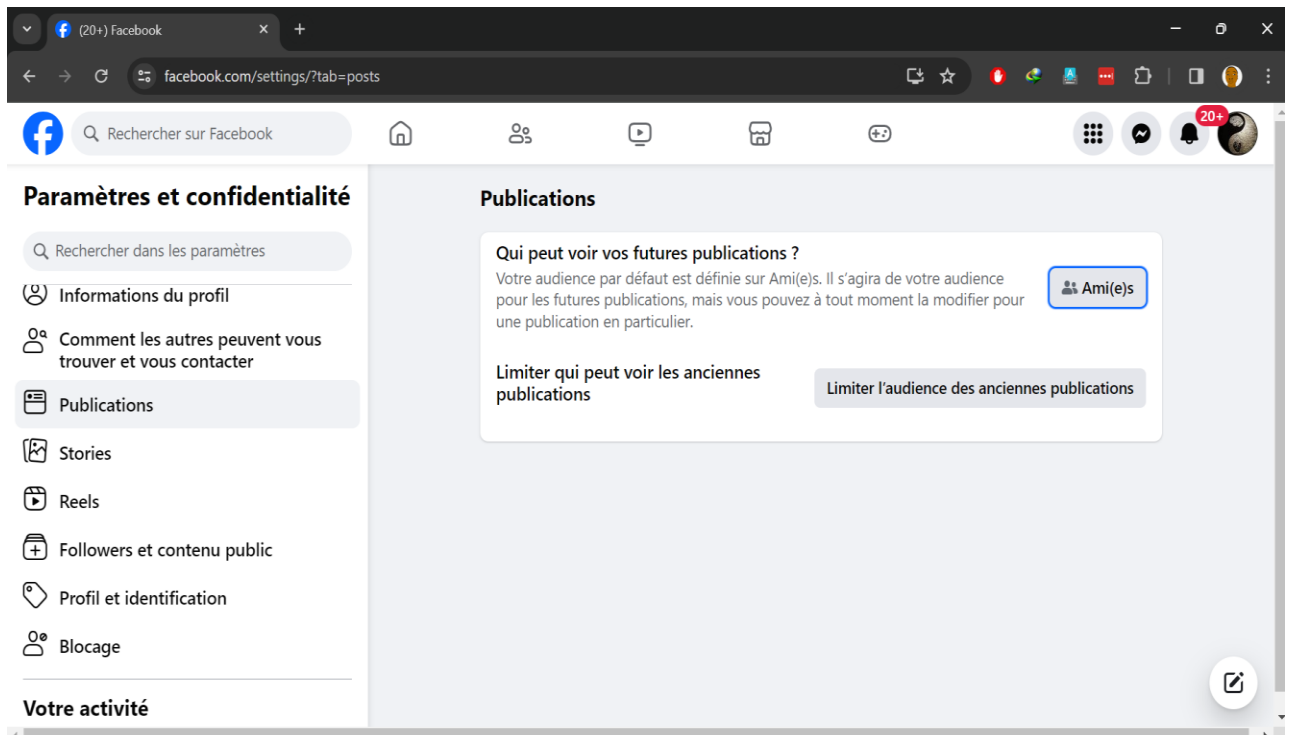 (20+) Facebook
facebook.com/settings/?tab=posts
Rechercher sur Facebook
20+
Paramètres et confidentialité
Rechercher dans les paramètres
Informations du profil
Comment les autres peuvent vous
trouver et vous contacter
Publications
Stories
Reels
Followers et contenu public
Profil et identification
Blocage
Votre activité
Publications
Qui peut voir vos futures publications ?
Votre audience par défaut est définie sur Ami(e)s. Il s’agira de votre audience
pour les futures publications, mais vous pouvez à tout moment la modifier pour
une publication en particulier.
Ami(e)s
Limiter qui peut voir les anciennes
publications
Limiter l’audience des anciennes publications